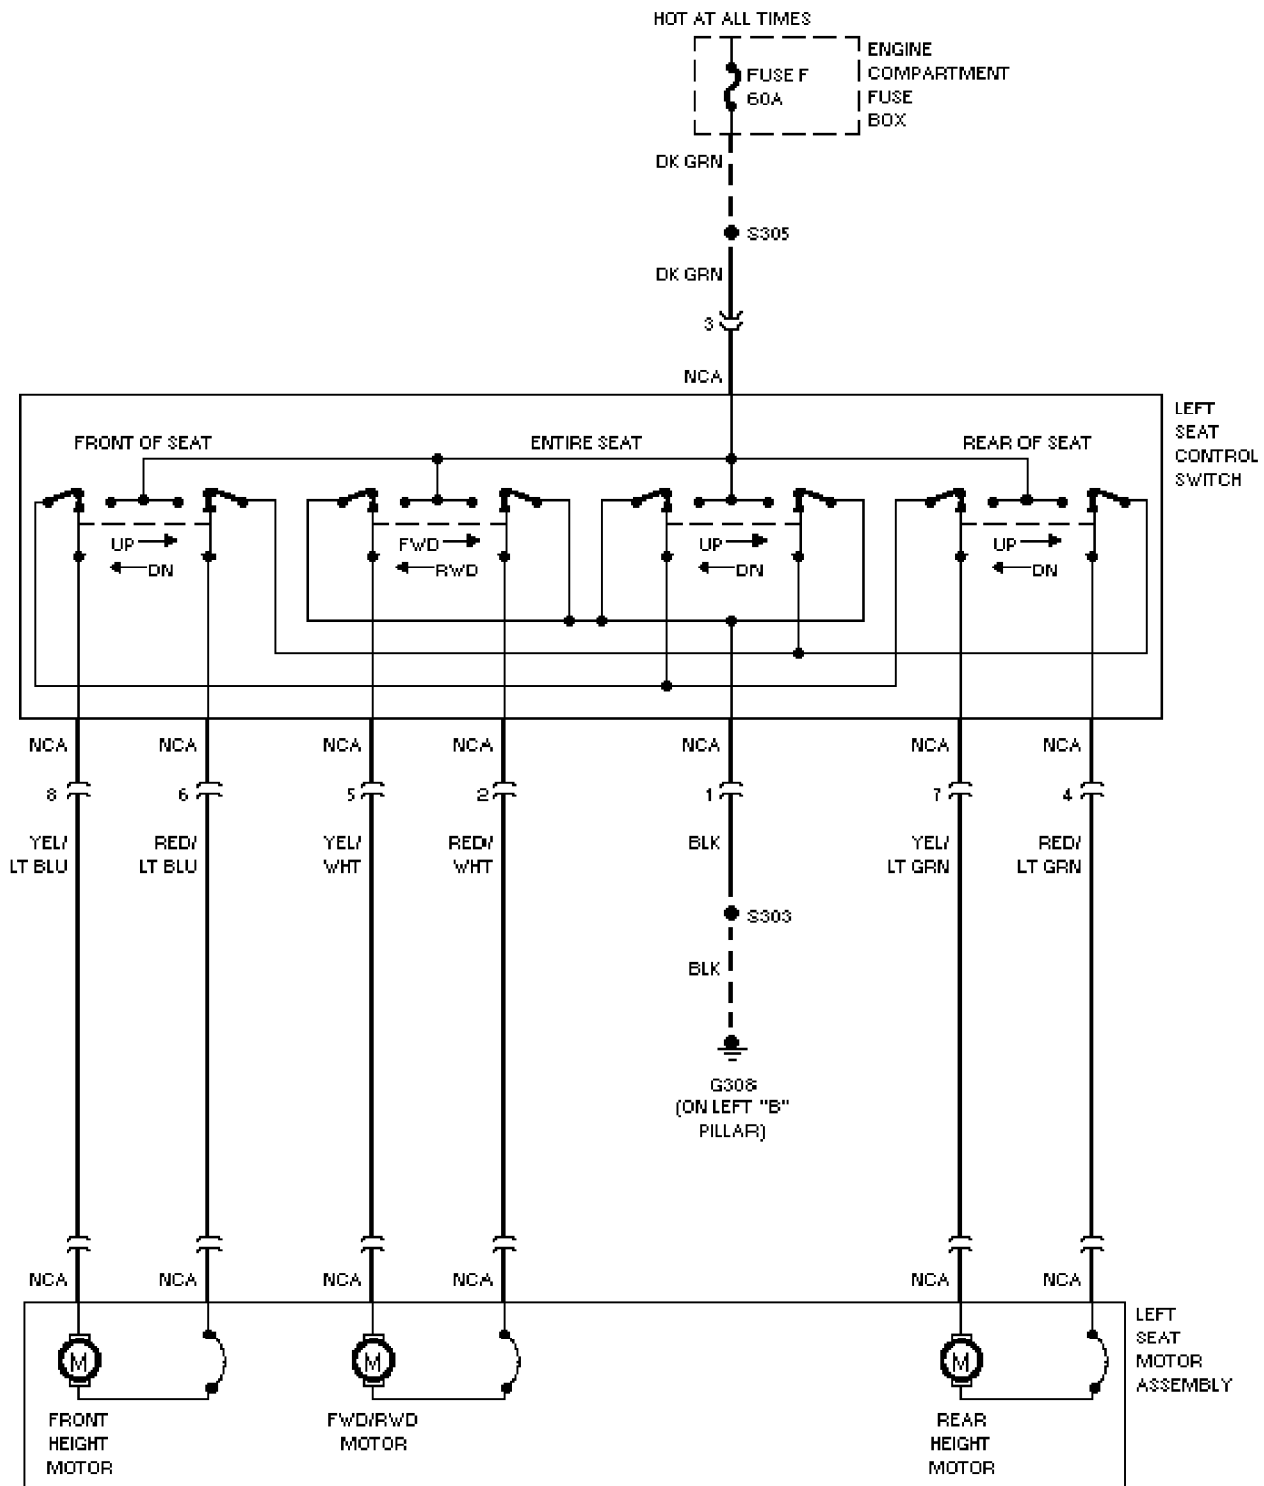 HOT AT ALL TIMES
FUSE F
60A
ENGINE
COMPARTMENT
FUSE
BOX
DK GRN
S305
DK GRN
3
NCA
LEFT
SEAT
CONTROL
SWITCH
FRONT OF SEAT
ENTIRE SEAT
REAR OF SEAT
UP
DN
FWD
RWD
UP
DN
UP
DN
NCA
NCA
NCA
NCA
NCA
NCA
NCA
8
6
5
2
1
7
4
YEL/
LT BLU
RED/
LT BLU
YEL/
WHT
RED/
WHT
BLK
YEL/
LT GRN
RED/
LT GRN
S303
BLK
G308
(ON LEFT "B"
PILLAR)
NCA
NCA
NCA
NCA
NCA
NCA
LEFT
SEAT
MOTOR
ASSEMBLY
M
M
M
FRONT
HEIGHT
MOTOR
FWD/RWD
MOTOR
REAR
HEIGHT
MOTOR